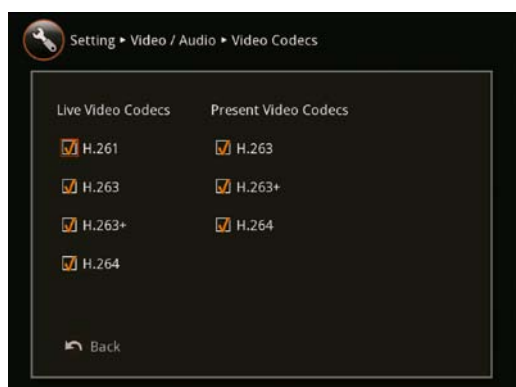 Setting ▸ Video / Audio ▸ Video Codecs
Live Video Codecs Present Video Codecs
H.261 H.263
H.263 H.263+
H.263+ H.264
H.264
Back